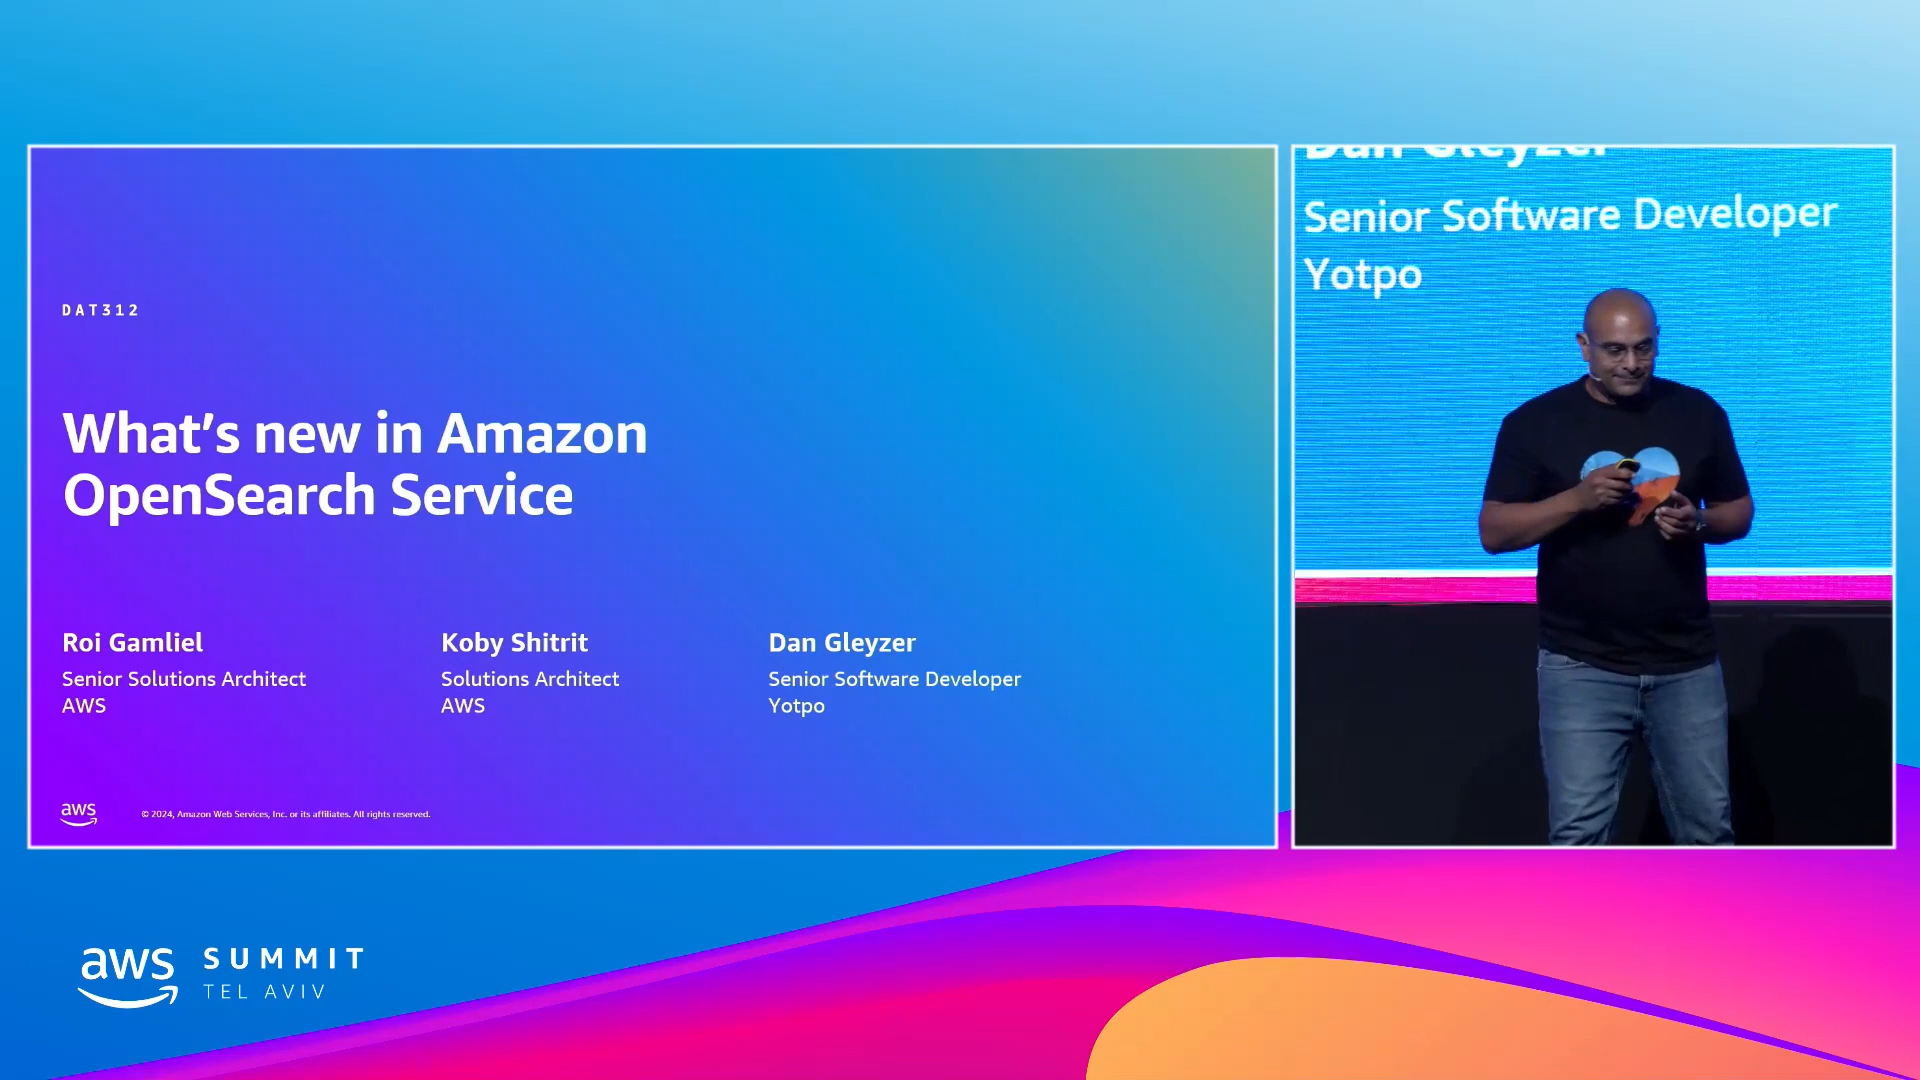 DAT312
What's new in Amazon
OpenSearch Service
Roi Gamliel
Senior Solutions Architect
AWS
Koby Shitrit
Solutions Architect
AWS
Dan Gleyzer
Senior Software Developer
Yotpo
aws
© 2024, Amazon Web Services, Inc. or its affiliates. All rights reserved.
Dan Gleyzer
Senior Software Developer
Yotpo
aws SUMMIT
TEL AVIV